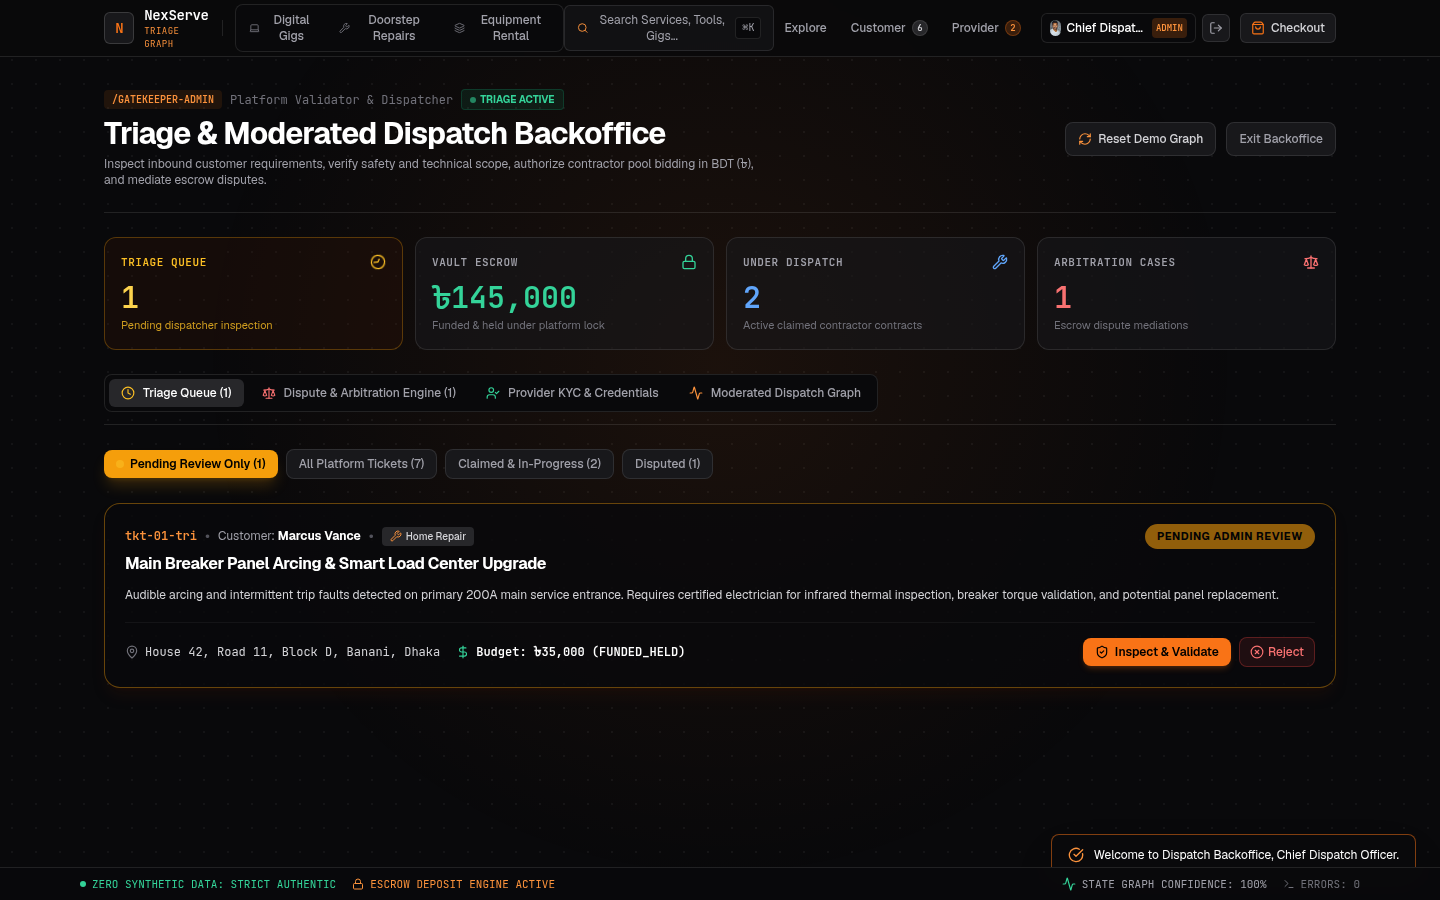 N
NexServe
TRIAGE
GRAPH
Digital
Gigs
Doorstep
Repairs
Equipment
Rental
Search Services, Tools,
Gigs...
⌘K
Explore
Customer 6
Provider 2
Chief Dispat...
ADMIN
Checkout
/GATEKEEPER-ADMIN
Platform Validator & Dispatcher
TRIAGE ACTIVE
Triage & Moderated Dispatch Backoffice
Inspect inbound customer requirements, verify safety and technical scope, authorize contractor pool bidding in BDT (৳),
and mediate escrow disputes.
Reset Demo Graph
Exit Backoffice
TRIAGE QUEUE
1
Pending dispatcher inspection
VAULT ESCROW
৳145,000
Funded & held under platform lock
UNDER DISPATCH
2
Active claimed contractor contracts
ARBITRATION CASES
1
Escrow dispute mediations
Triage Queue (1)
Dispute & Arbitration Engine (1)
Provider KYC & Credentials
Moderated Dispatch Graph
Pending Review Only (1)
All Platform Tickets (7)
Claimed & In-Progress (2)
Disputed (1)
tkt-01-tri • Customer: Marcus Vance • Home Repair
PENDING ADMIN REVIEW
Main Breaker Panel Arcing & Smart Load Center Upgrade
Audible arcing and intermittent trip faults detected on primary 200A main service entrance. Requires certified electrician for infrared thermal inspection, breaker torque validation, and potential panel replacement.
House 42, Road 11, Block D, Banani, Dhaka
Budget: ৳35,000 (FUNDED_HELD)
Inspect & Validate
Reject
Welcome to Dispatch Backoffice, Chief Dispatch Officer.
ZERO SYNTHETIC DATA: STRICT AUTHENTIC
ESCROW DEPOSIT ENGINE ACTIVE
STATE GRAPH CONFIDENCE: 100%
ERRORS: 0